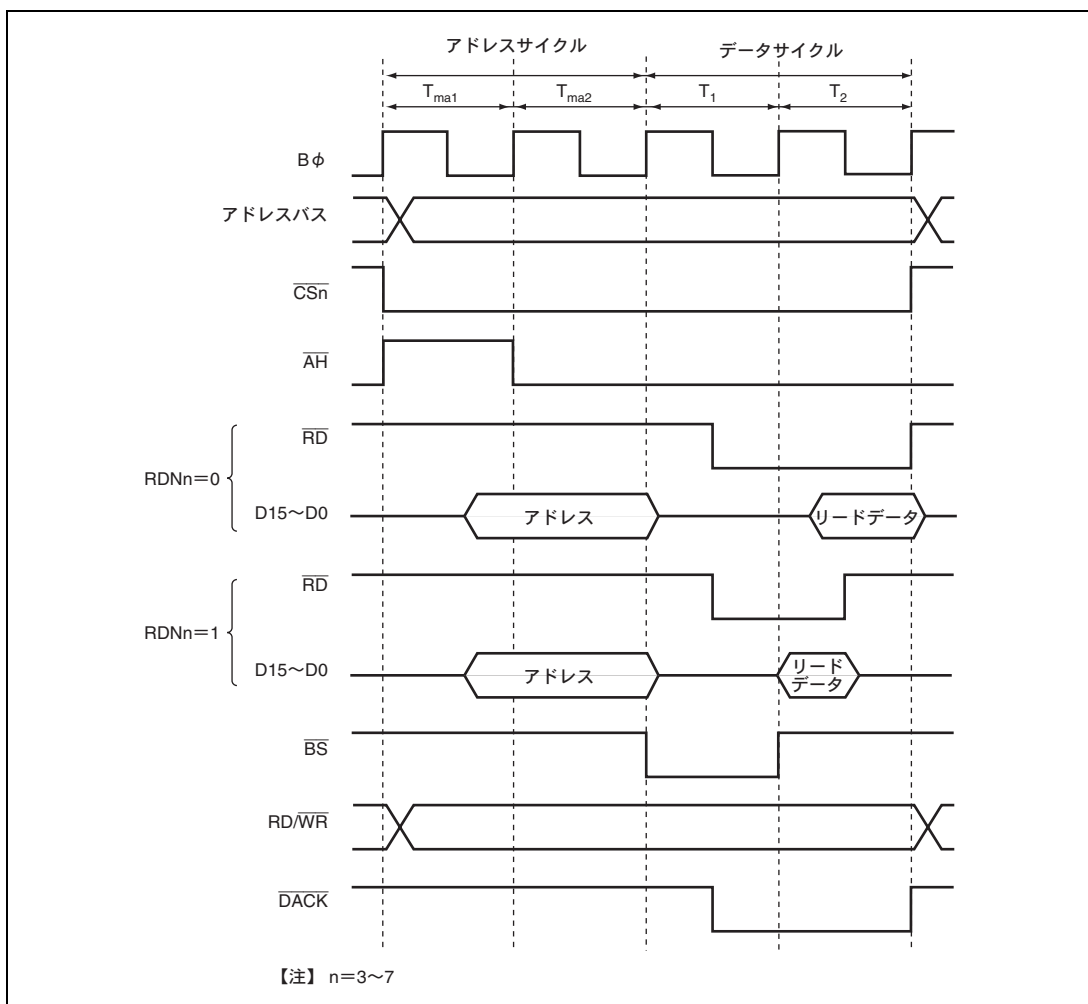 アドレスサイクル データサイクル
Tma1 Tma2 T1 T2
Bφ
アドレスバス
CSn
AH
RD
RDNn＝0
D15～D0 アドレス リードデータ
RD
RDNn＝1
D15～D0 アドレス リード
データ
BS
RD/WR
DACK
【注】 n＝3～7